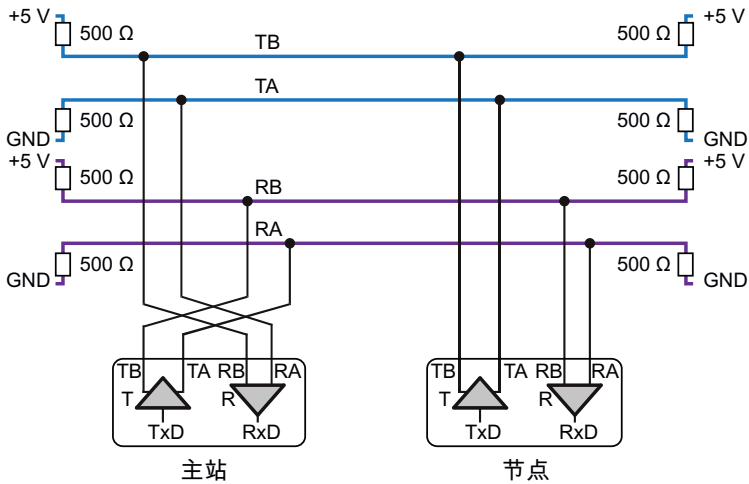 +5 V +5 V
500 Ω 500 Ω
TB
TA
500 Ω 500 Ω
GND GND
+5 V +5 V
500 Ω 500 Ω
RB
RA
500 Ω 500 Ω
GND GND
TB TA RB RA TB TA RB RA
T R T R
TxD RxD TxD RxD
主站 节点